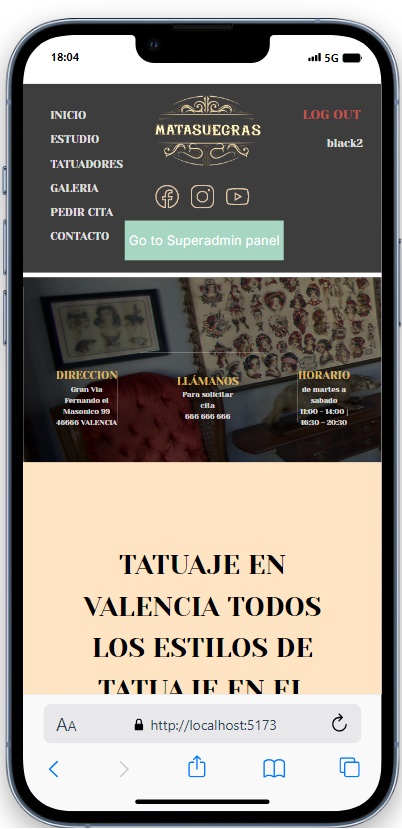 18:04
5G
INICIO
ESTUDIO
TATUADORES
GALERIA
PEDIR CITA
CONTACTO
MATASUEGRAS
LOG OUT
black2
Go to Superadmin panel
DIRECCION
Gran Via
Fernando el
Masonico 99
46666 VALENCIA
LLÁMANOS
Para solicitar
cita
666 666 666
HORARIO
de martes a
sabado
11:00 - 14:00 |
16:30 - 20:30
TATUAJE EN
VALENCIA TODOS
LOS ESTILOS DE
TATUAJE EN EL
AA
http://localhost:5173